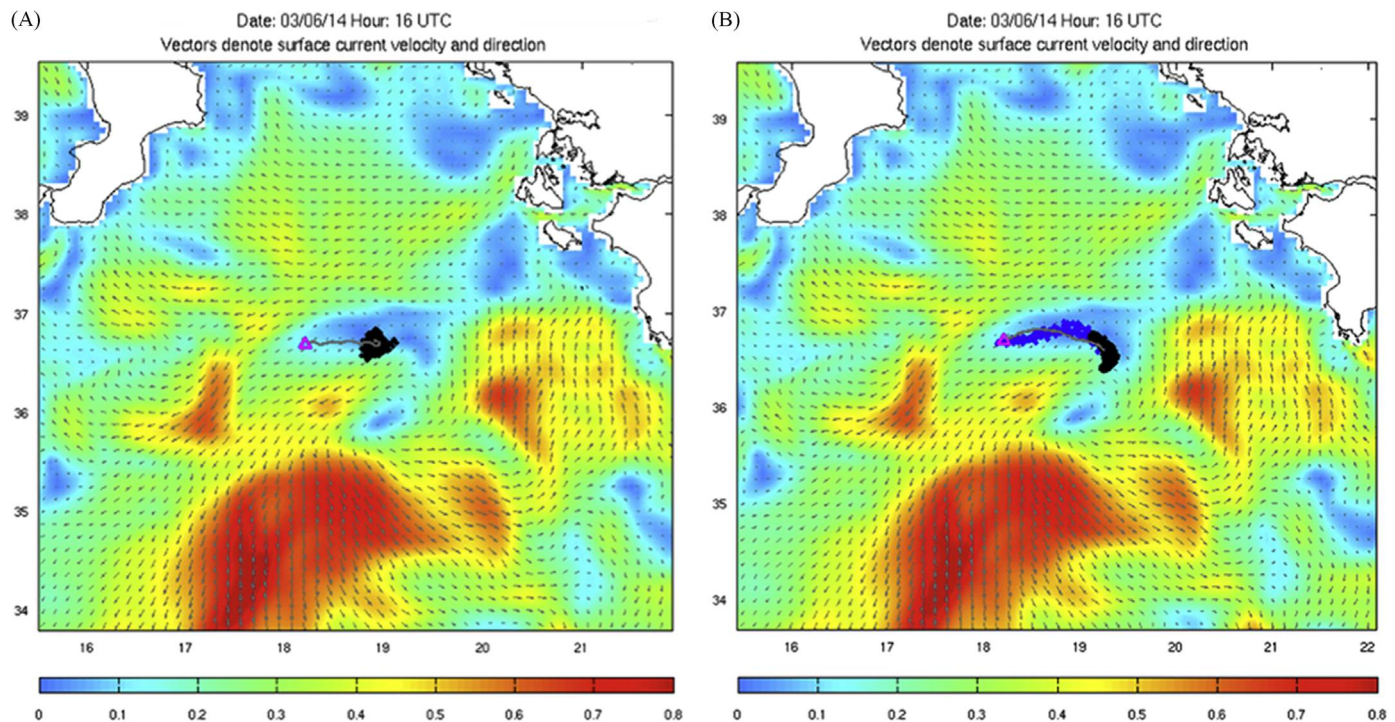 (A)
Date: 03/06/14 Hour: 16 UTC
Vectors denote surface current velocity and direction
39
38
37
36
35
34
16 17 18 19 20 21
0 0.1 0.2 0.3 0.4 0.5 0.6 0.7 0.8
(B)
Date: 03/06/14 Hour: 16 UTC
Vectors denote surface current velocity and direction
39
38
37
36
35
34
16 17 18 19 20 21 22
0 0.1 0.2 0.3 0.4 0.5 0.6 0.7 0.8